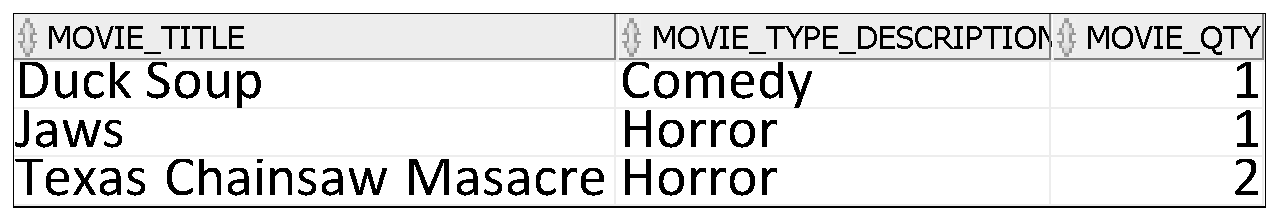 MOVIE_TITLE MOVIE_TYPE_DESCRIPTION MOVIE_QTY
Duck Soup Comedy 1
Jaws Horror 1
Texas Chainsaw Masacre Horror 2